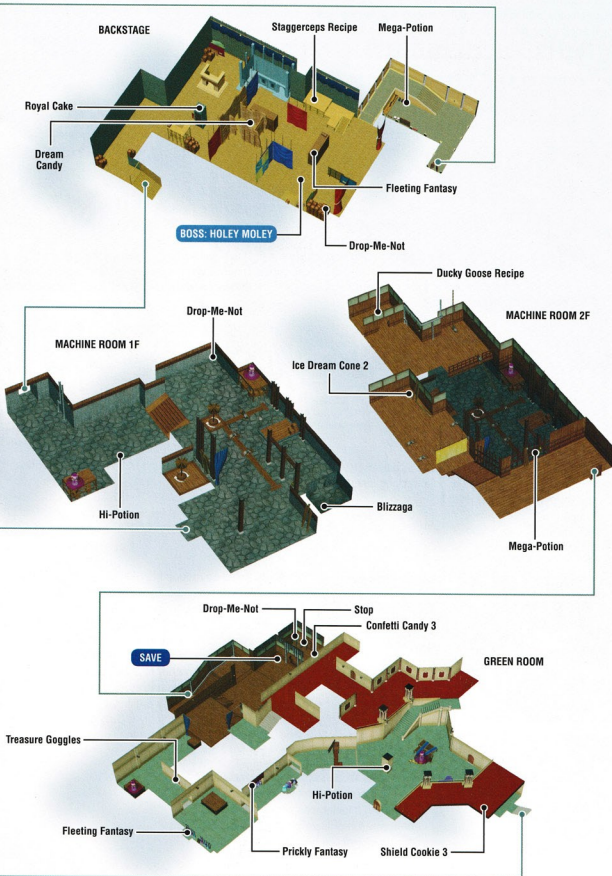 BACKSTAGE
Staggerceps Recipe
Mega-Potion
Royal Cake
Dream
Candy
Fleeting Fantasy
BOSS: HOLEY MOLEY
Drop-Me-Not
Ducky Goose Recipe
Drop-Me-Not
MACHINE ROOM 2F
MACHINE ROOM 1F
Ice Dream Cone 2
Hi-Potion
Blizzaga
Mega-Potion
Drop-Me-Not
Stop
Confetti Candy 3
SAVE
GREEN ROOM
Treasure Goggles
Hi-Potion
Fleeting Fantasy
Prickly Fantasy
Shield Cookie 3